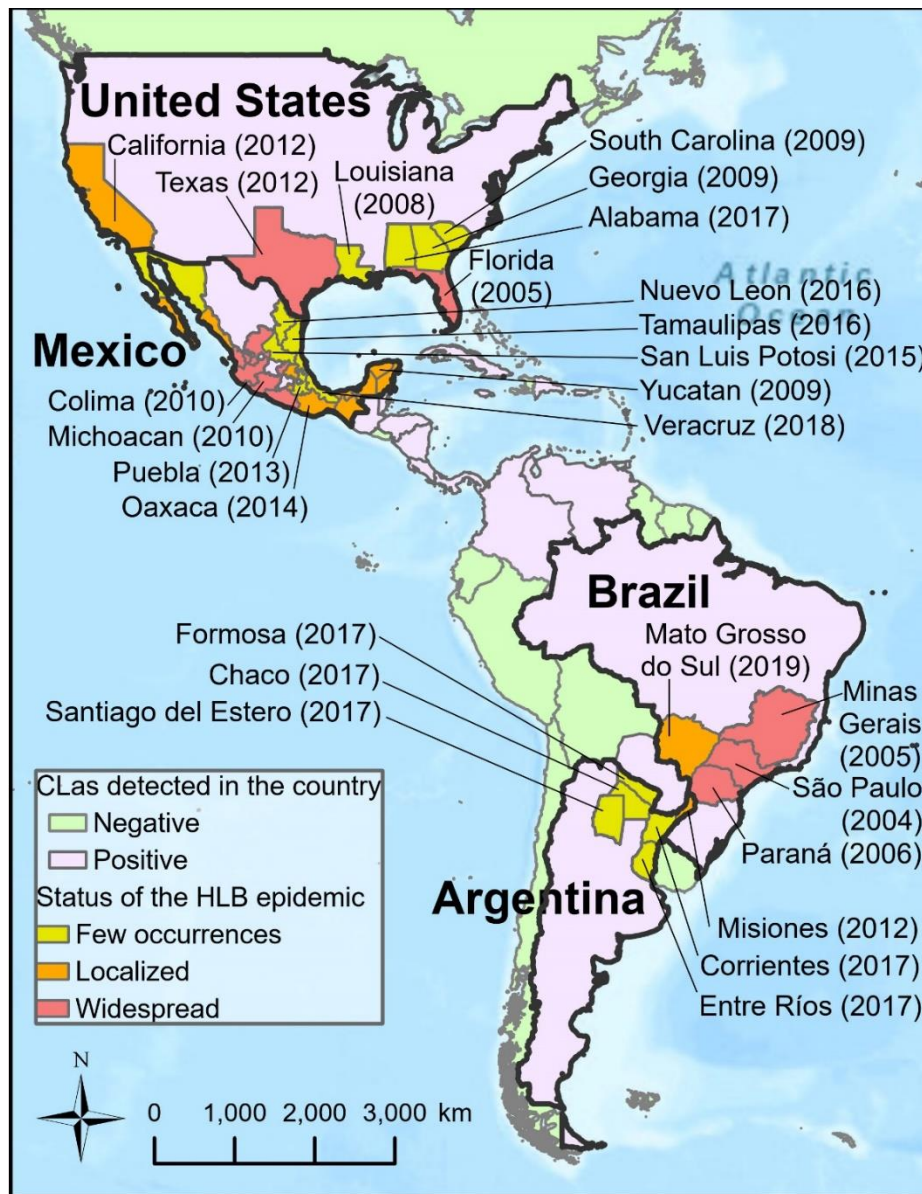 United States
California (2012)
Texas (2012)
Louisiana
(2008)
South Carolina (2009)
Georgia (2009)
Alabama (2017)
Florida
(2005)
Atlantic
Ocean
Nuevo Leon (2016)
Tamaulipas (2016)
San Luis Potosi (2015)
Yucatan (2009)
Veracruz (2018)
Mexico
Colima (2010)
Michoacan (2010)
Puebla (2013)
Oaxaca (2014)
Brazil
Mato Grosso
do Sul (2019)
Minas
Gerais
(2005)
São Paulo
(2004)
Paraná (2006)
Formosa (2017)
Chaco (2017)
Santiago del Estero (2017)
Argentina
Misiones (2012)
Corrientes (2017)
Entre Ríos (2017)
CLas detected in the country
Negative
Positive
Status of the HLB epidemic
Few occurrences
Localized
Widespread
N
0 1,000 2,000 3,000 km